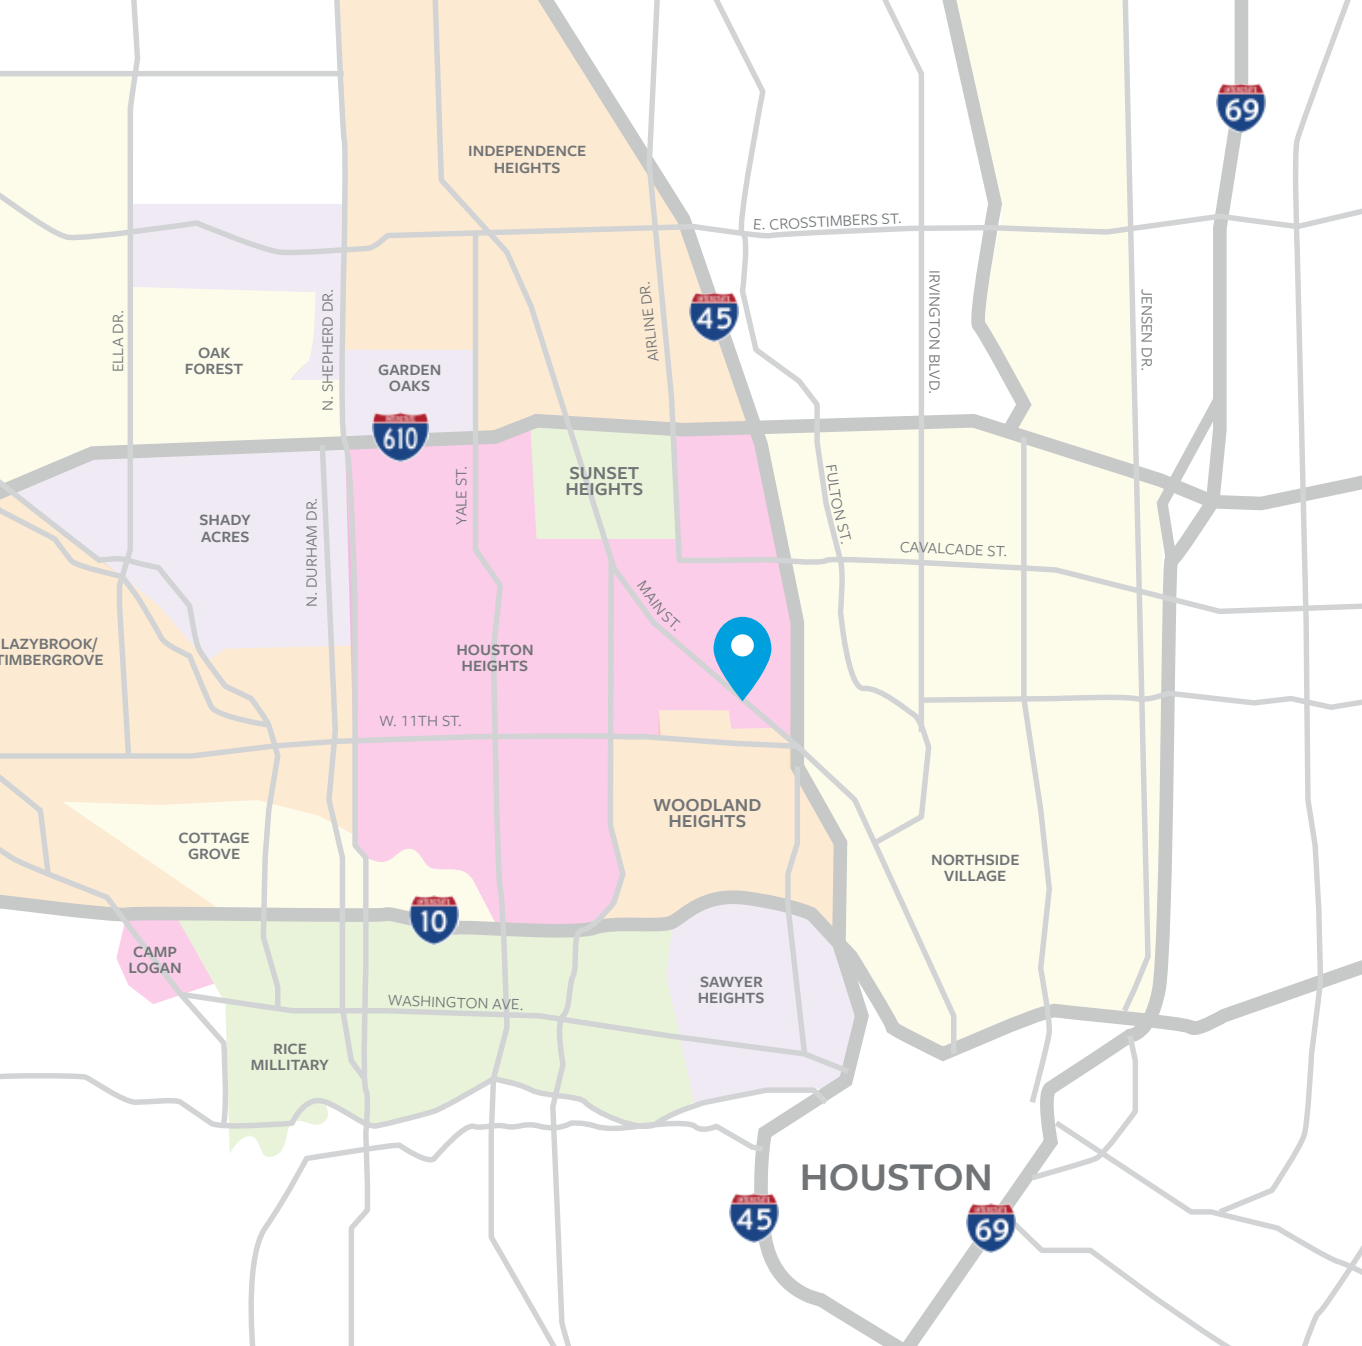 69
INDEPENDENCE
HEIGHTS
E. CROSSTIMBERS ST.
ELLA DR.
N. SHEPHERD DR.
AIRLINE DR.
45
IRVINGTON BLVD.
JENSEN DR.
OAK
FOREST
GARDEN
OAKS
610
YALE ST.
SUNSET
HEIGHTS
FULTON ST.
SHADY
ACRES
N. DURHAM DR.
CAVALCADE ST.
MAIN ST.
LAZYBROOK/
TIMBERGROVE
HOUSTON
HEIGHTS
W. 11TH ST.
WOODLAND
HEIGHTS
COTTAGE
GROVE
NORTHSIDE
VILLAGE
10
CAMP
LOGAN
SAWYER
HEIGHTS
WASHINGTON AVE.
RICE
MILLITARY
HOUSTON
45
69